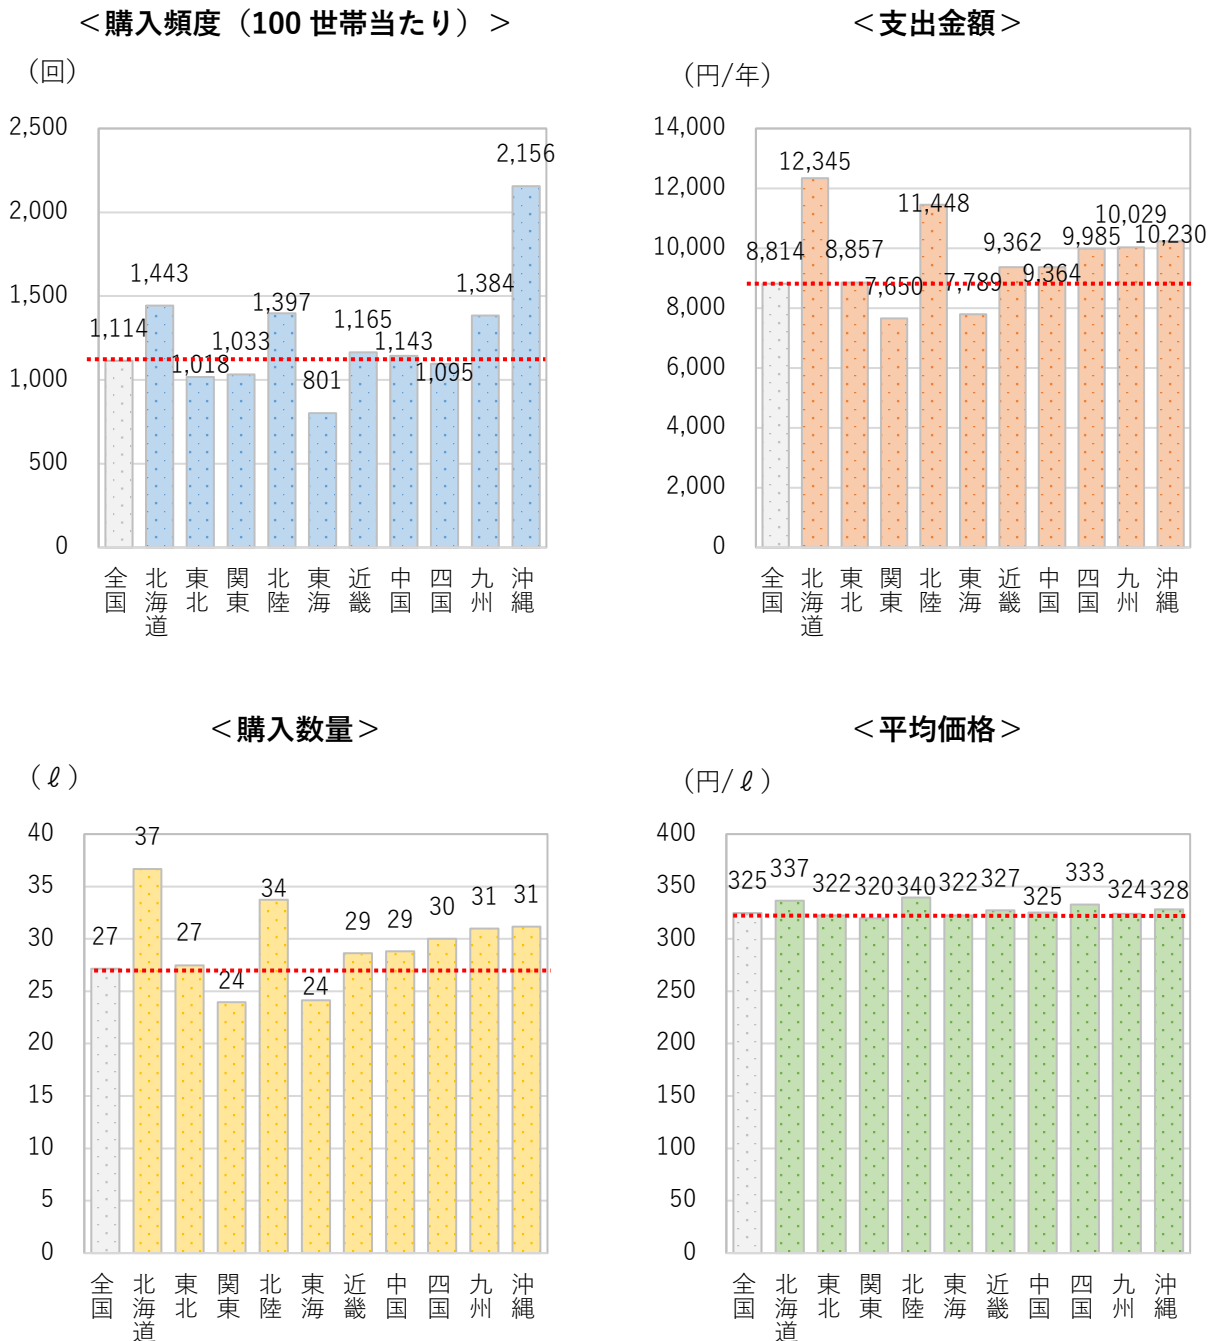 ＜購入頻度（100 世帯当たり）＞
（回）
2,500
2,000
1,500
1,000
500
0
1,114
1,443
1,018
1,033
1,397
801
1,165
1,143
1,095
1,384
2,156
全国
北海道
東北
関東
北陸
東海
近畿
中国
四国
九州
沖縄
＜支出金額＞
（円/年）
14,000
12,000
10,000
8,000
6,000
4,000
2,000
0
8,814
12,345
8,857
7,650
11,448
7,789
9,362
9,364
9,985
10,029
10,230
全国
北海道
東北
関東
北陸
東海
近畿
中国
四国
九州
沖縄
＜購入数量＞
（ℓ）
40
35
30
25
20
15
10
5
0
27
37
27
24
34
24
29
29
30
31
31
全国
北海道
東北
関東
北陸
東海
近畿
中国
四国
九州
沖縄
＜平均価格＞
（円/ℓ）
400
350
300
250
200
150
100
50
0
325
337
322
320
340
322
327
325
333
324
328
全国
北海道
東北
関東
北陸
東海
近畿
中国
四国
九州
沖縄